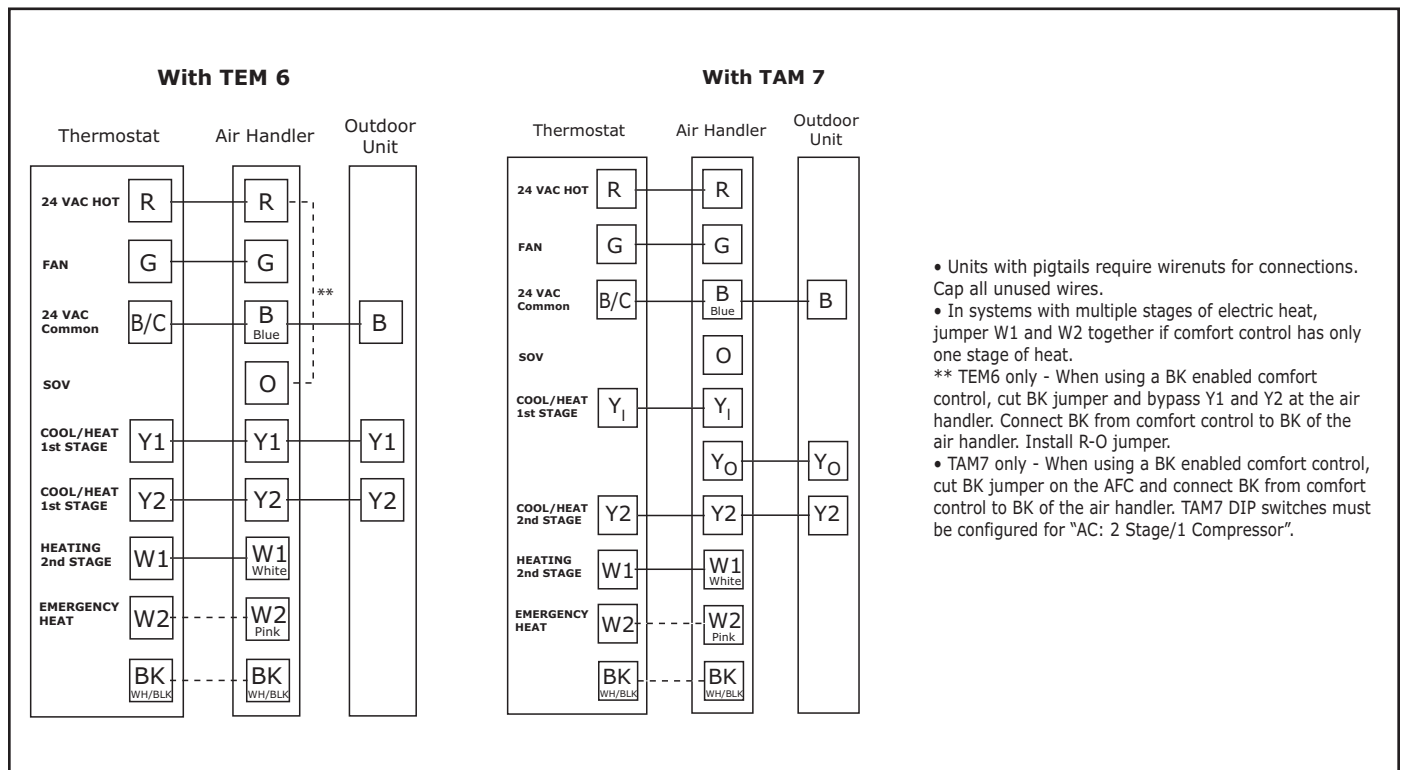 With TEM 6
Thermostat
Air Handler
Outdoor
Unit
24 VAC HOT
R
R
FAN
G
G
**
24 VAC
Common
B/C
B
Blue
B
SOV
O
COOL/HEAT
1st STAGE
Y1
Y1
Y1
COOL/HEAT
1st STAGE
Y2
Y2
Y2
HEATING
2nd STAGE
W1
W1
White
EMERGENCY
HEAT
W2
W2
Pink
BK
WH/BLK
BK
WH/BLK
With TAM 7
Thermostat
Air Handler
Outdoor
Unit
24 VAC HOT
R
R
FAN
G
G
24 VAC
Common
B/C
B
Blue
B
SOV
O
COOL/HEAT
1st STAGE
YI
YI
YO
YO
COOL/HEAT
2nd STAGE
Y2
Y2
Y2
HEATING
2nd STAGE
W1
W1
White
EMERGENCY
HEAT
W2
W2
Pink
BK
WH/BLK
BK
WH/BLK
• Units with pigtails require wirenuts for connections.
Cap all unused wires.
• In systems with multiple stages of electric heat,
jumper W1 and W2 together if comfort control has only
one stage of heat.
** TEM6 only - When using a BK enabled comfort
control, cut BK jumper and bypass Y1 and Y2 at the air
handler. Connect BK from comfort control to BK of the
air handler. Install R-O jumper.
• TAM7 only - When using a BK enabled comfort control,
cut BK jumper on the AFC and connect BK from comfort
control to BK of the air handler. TAM7 DIP switches must
be configured for “AC: 2 Stage/1 Compressor”.